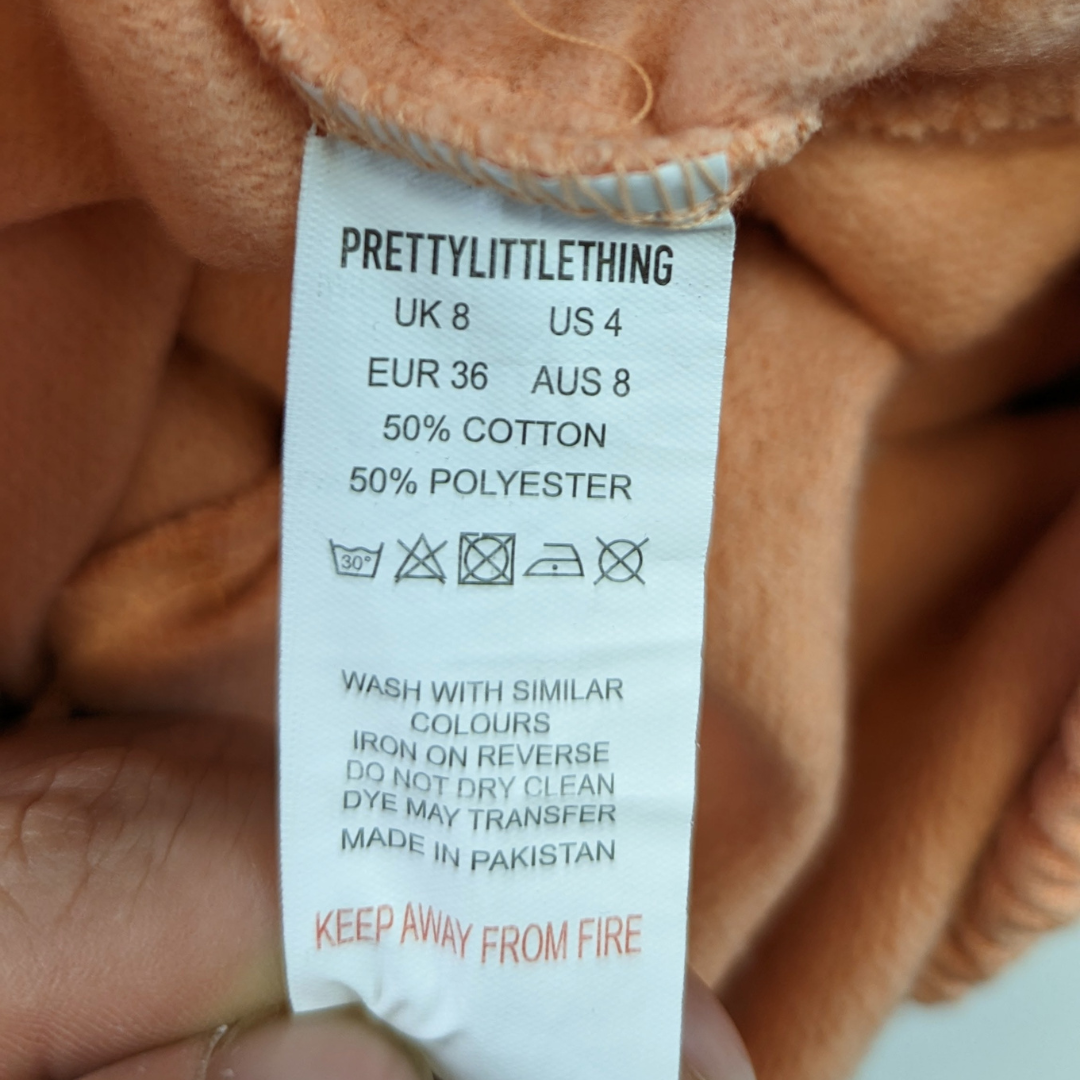 PRETTYLITTLETHING
UK 8 US 4
EUR 36 AUS 8
50% COTTON
50% POLYESTER
30°
WASH WITH SIMILAR
COLOURS
IRON ON REVERSE
DO NOT DRY CLEAN
DYE MAY TRANSFER
MADE IN PAKISTAN
KEEP AWAY FROM FIRE